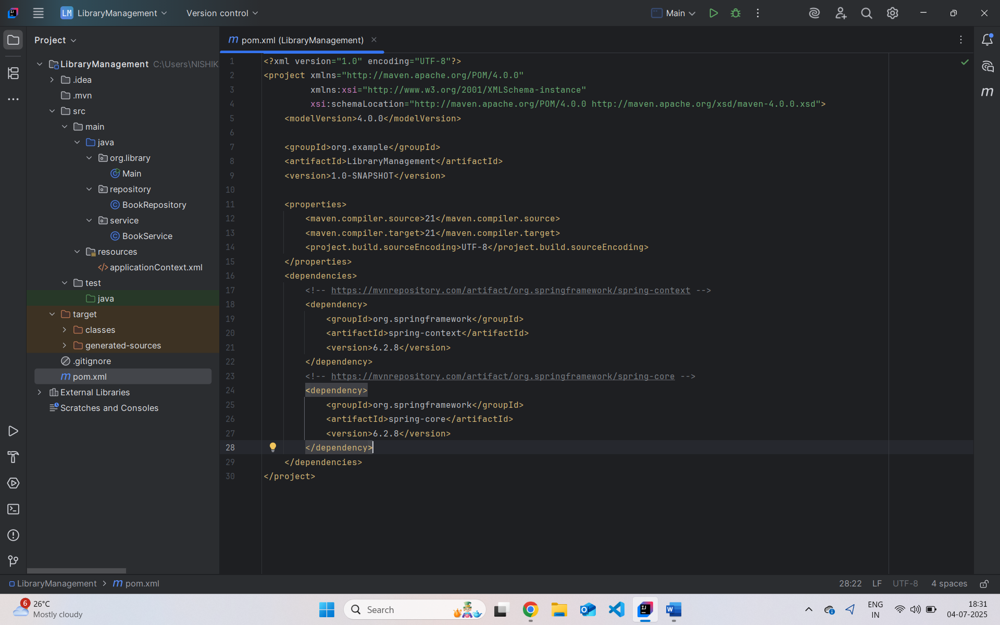 LM LibraryManagement Version control Main
Project
pom.xml (LibraryManagement)
LibraryManagement C:\Users\NISHIK
.idea
.mvn
src
main
java
org.library
Main
repository
BookRepository
service
BookService
resources
applicationContext.xml
test
java
target
classes
generated-sources
.gitignore
m pom.xml
External Libraries
Scratches and Consoles
1 <?xml version="1.0" encoding="UTF-8"?>
2 <project xmlns="http://maven.apache.org/POM/4.0.0"
3 xmlns:xsi="http://www.w3.org/2001/XMLSchema-instance"
4 xsi:schemaLocation="http://maven.apache.org/POM/4.0.0 http://maven.apache.org/xsd/maven-4.0.0.xsd">
5 <modelVersion>4.0.0</modelVersion>
6
7 <groupId>org.example</groupId>
8 <artifactId>LibraryManagement</artifactId>
9 <version>1.0-SNAPSHOT</version>
10
11 <properties>
12 <maven.compiler.source>21</maven.compiler.source>
13 <maven.compiler.target>21</maven.compiler.target>
14 <project.build.sourceEncoding>UTF-8</project.build.sourceEncoding>
15 </properties>
16 <dependencies>
17 <!-- https://mvnrepository.com/artifact/org.springframework/spring-context -->
18 <dependency>
19 <groupId>org.springframework</groupId>
20 <artifactId>spring-context</artifactId>
21 <version>6.2.8</version>
22 </dependency>
23 <!-- https://mvnrepository.com/artifact/org.springframework/spring-core -->
24 <dependency>
25 <groupId>org.springframework</groupId>
26 <artifactId>spring-core</artifactId>
27 <version>6.2.8</version>
28 </dependency>
29 </dependencies>
30 </project>
LibraryManagement > m pom.xml 28:22 LF UTF-8 4 spaces
6 26°C
Mostly cloudy
Search
ENG
IN
18:31
04-07-2025